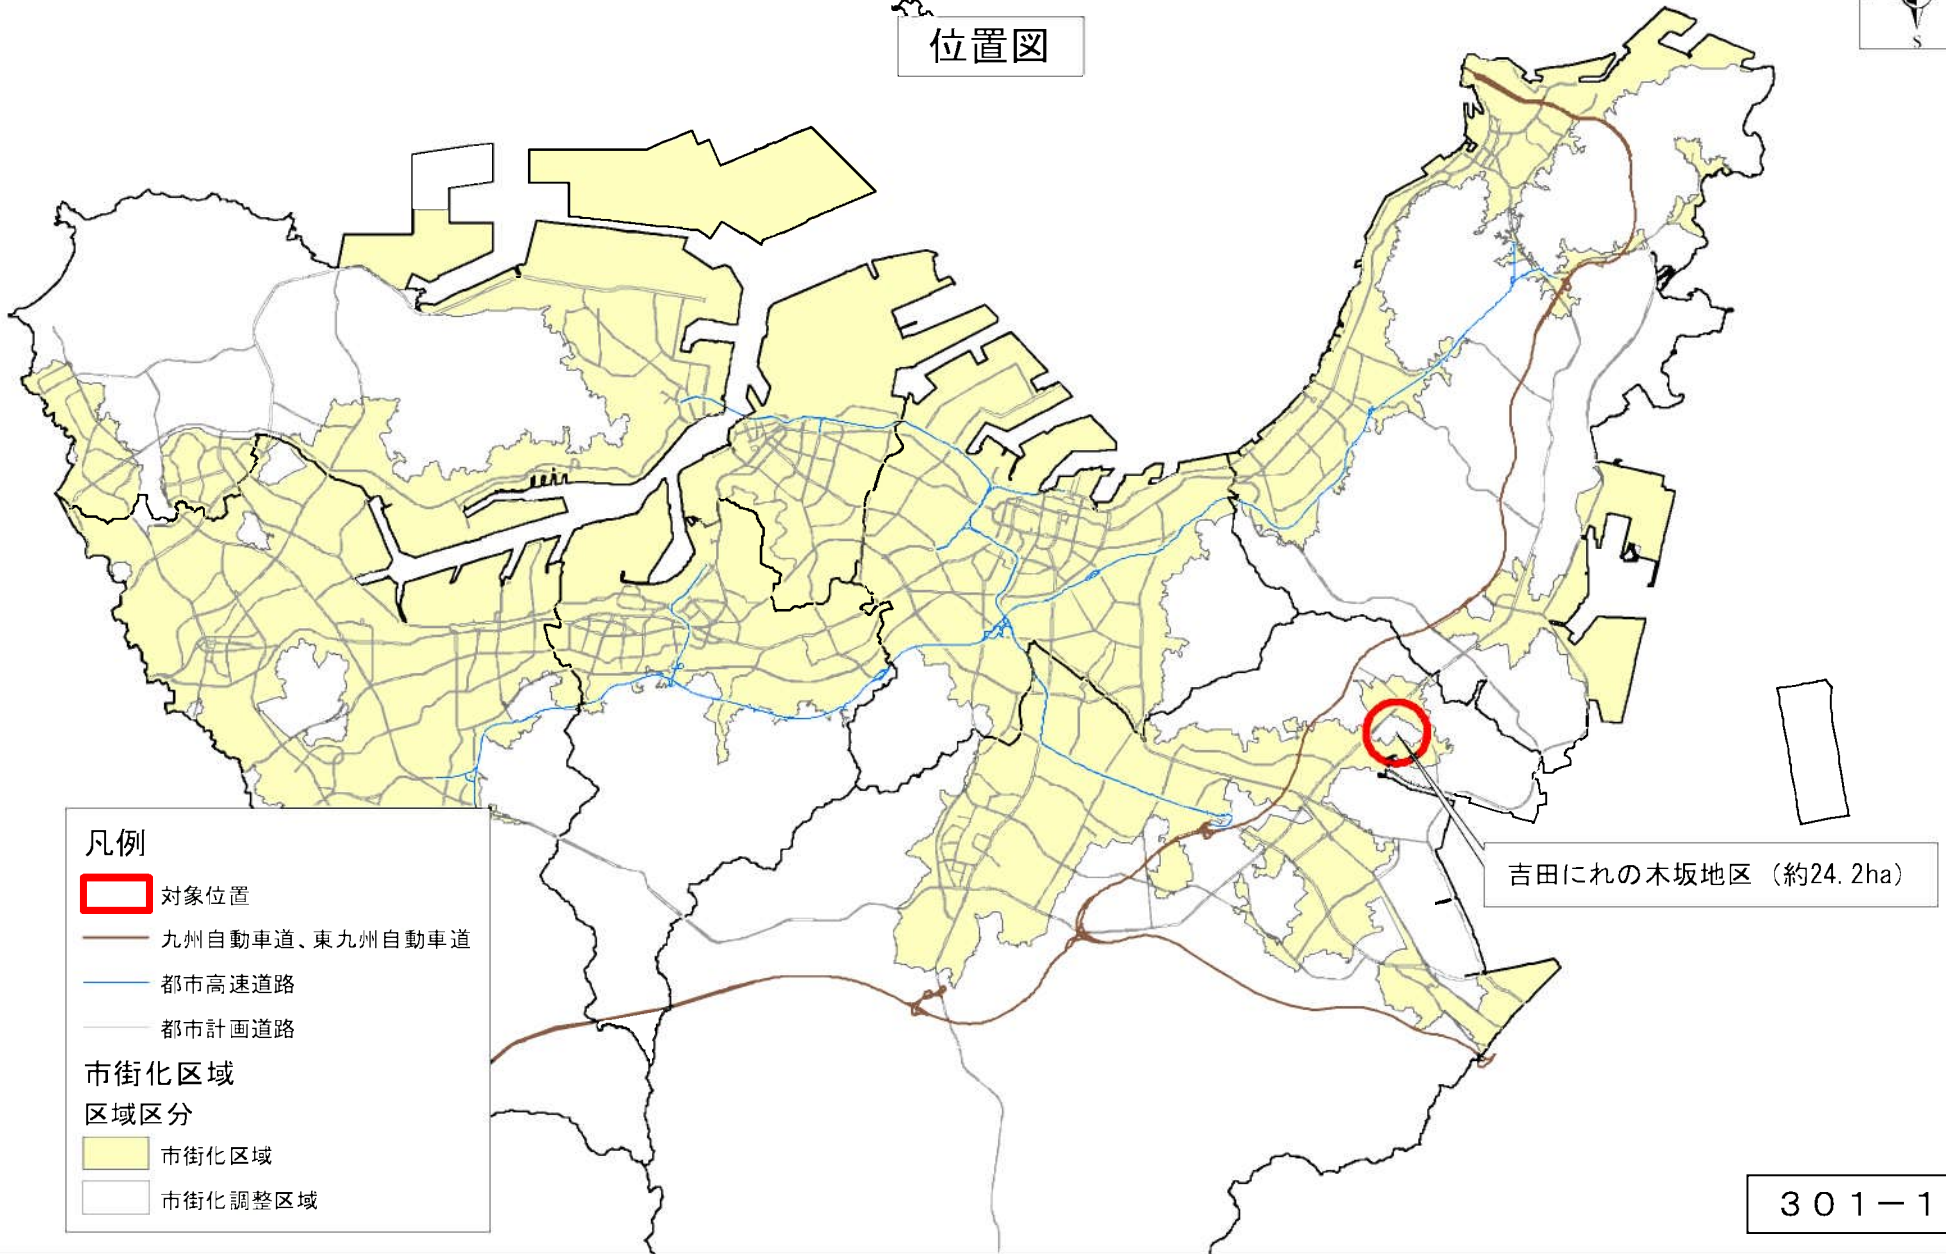 位置図
S
吉田にれの木坂地区（約24.2ha）
凡例
対象位置
九州自動車道、東九州自動車道
都市高速道路
都市計画道路
市街化区域
区域区分
市街化区域
市街化調整区域
３０１－１